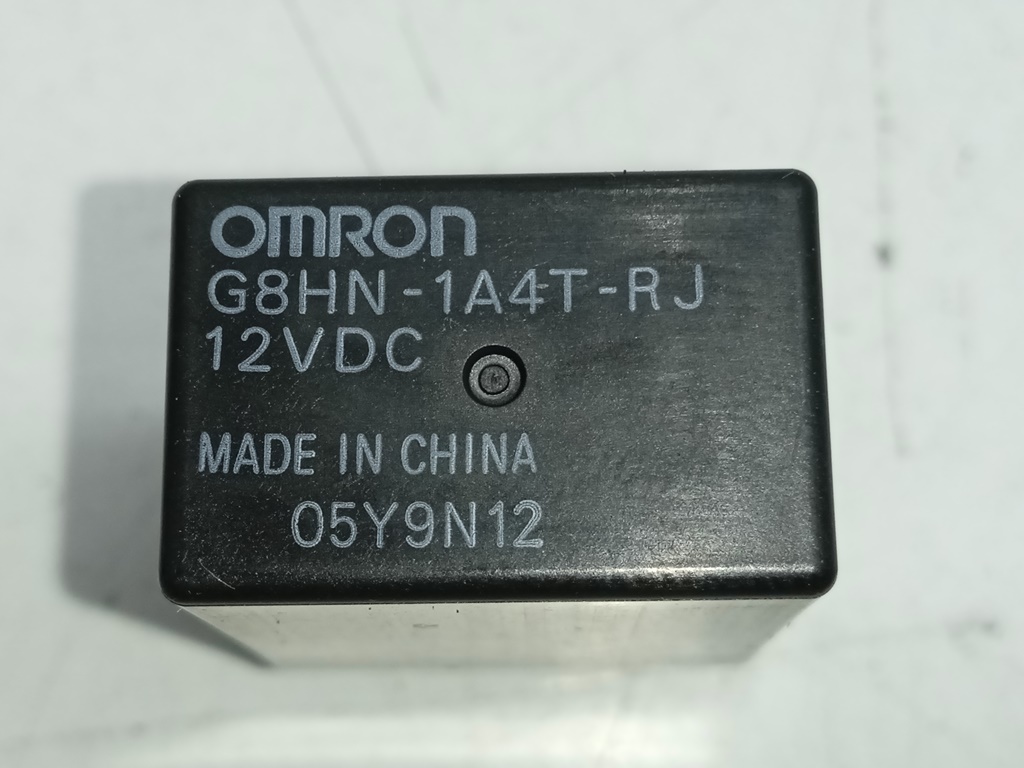 OMRON
G8HN-1A4T-RJ
12VDC
MADE IN CHINA
05Y9N12